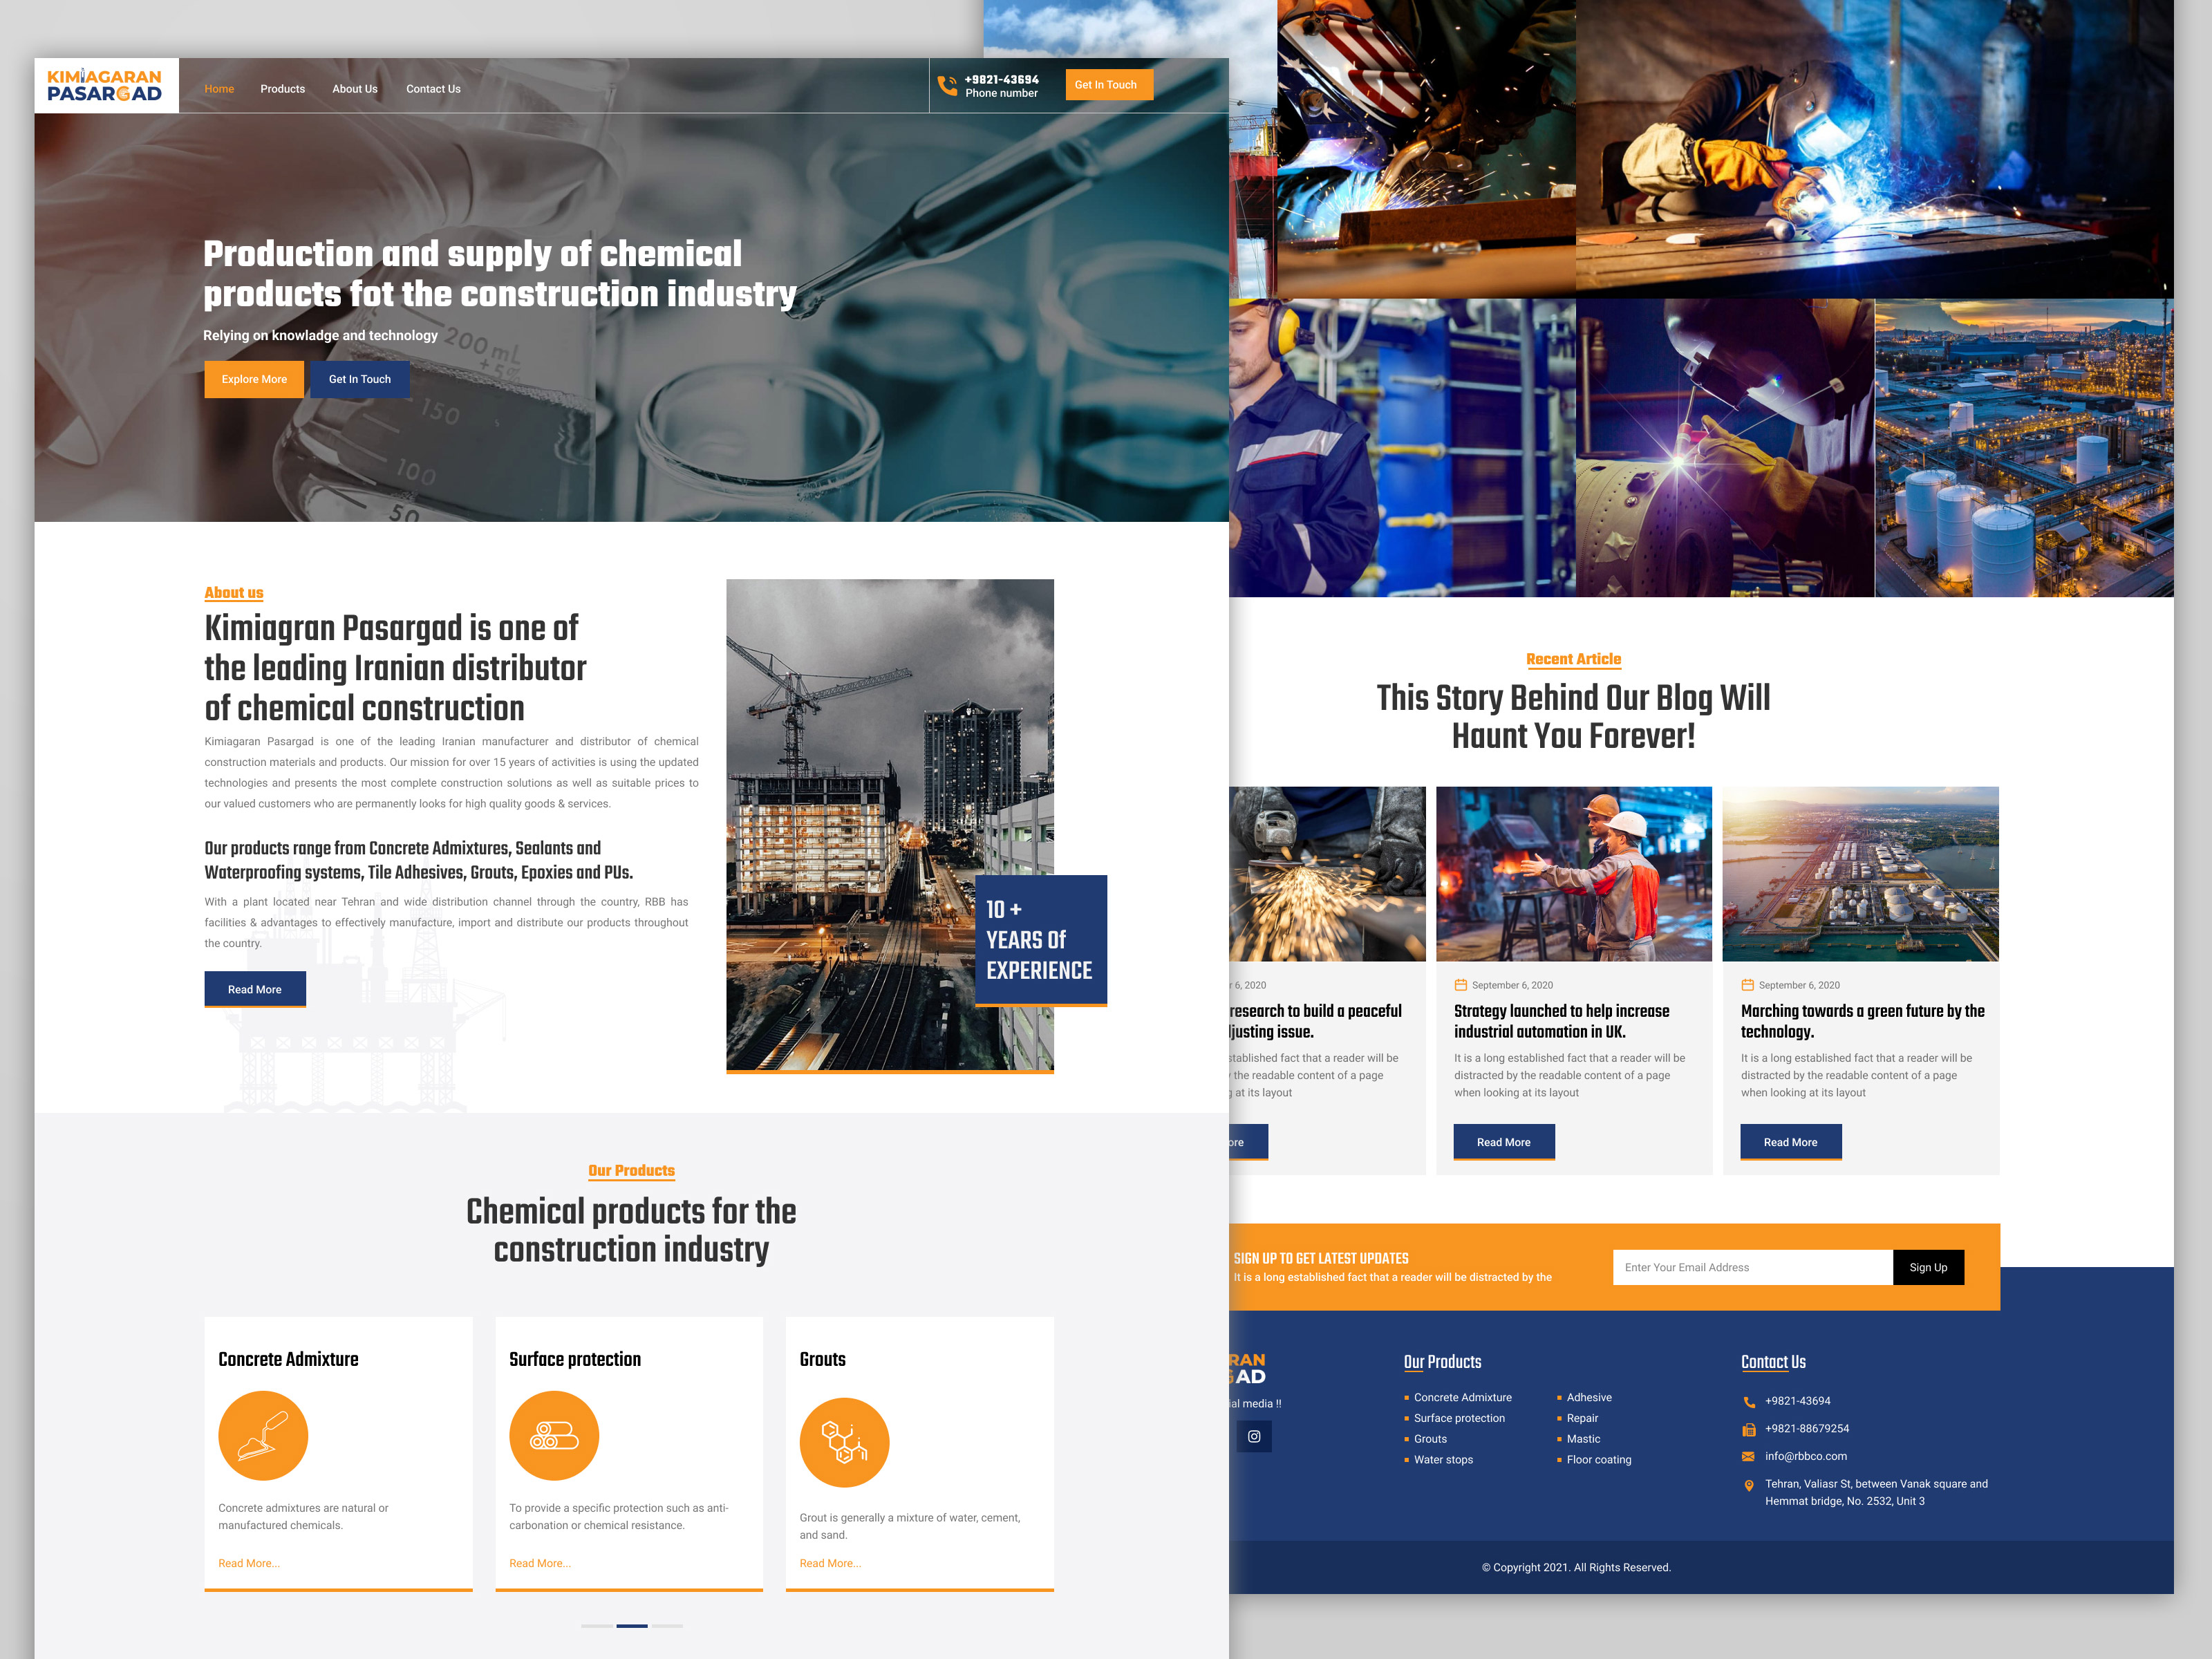 KIMIAGARAN
PASARGAD
Home
Products
About Us
Contact Us
+9821-43694
Phone number
Get In Touch
Production and supply of chemical
products fot the construction industry
Relying on knowladge and technology
Explore More
Get In Touch
200 mL
+5%
150
100
50
About us
Kimiagran Pasargad is one of
the leading Iranian distributor
of chemical construction
Kimiagaran Pasargad is one of the leading Iranian manufacturer and distributor of chemical
construction materials and products. Our mission for over 15 years of activities is using the updated
technologies and presents the most complete construction solutions as well as suitable prices to
our valued customers who are permanently looks for high quality goods & services.
Our products range from Concrete Admixtures, Sealants and
Waterproofing systems, Tile Adhesives, Grouts, Epoxies and PUs.
With a plant located near Tehran and wide distribution channel through the country, RBB has
facilities & advantages to effectively manufacture, import and distribute our products throughout
the country.
Read More
10 +
YEARS Of
EXPERIENCE
Our Products
Chemical products for the
construction industry
Concrete Admixture
Concrete admixtures are natural or
manufactured chemicals.
Read More...
Surface protection
To provide a specific protection such as anti-
carbonation or chemical resistance.
Read More...
Grouts
Grout is generally a mixture of water, cement,
and sand.
Read More...
Recent Article
This Story Behind Our Blog Will
Haunt You Forever!
r 6, 2020
research to build a peaceful
justing issue.
stablished fact that a reader will be
the readable content of a page
g at its layout
ore
September 6, 2020
Strategy launched to help increase
industrial automation in UK.
It is a long established fact that a reader will be
distracted by the readable content of a page
when looking at its layout
Read More
September 6, 2020
Marching towards a green future by the
technology.
It is a long established fact that a reader will be
distracted by the readable content of a page
when looking at its layout
Read More
SIGN UP TO GET LATEST UPDATES
It is a long established fact that a reader will be distracted by the
Enter Your Email Address
Sign Up
RAN
GAD
ial media !!
Our Products
Concrete Admixture
Surface protection
Grouts
Water stops
Adhesive
Repair
Mastic
Floor coating
Contact Us
+9821-43694
+9821-88679254
info@rbbco.com
Tehran, Valiasr St, between Vanak square and
Hemmat bridge, No. 2532, Unit 3
© Copyright 2021. All Rights Reserved.